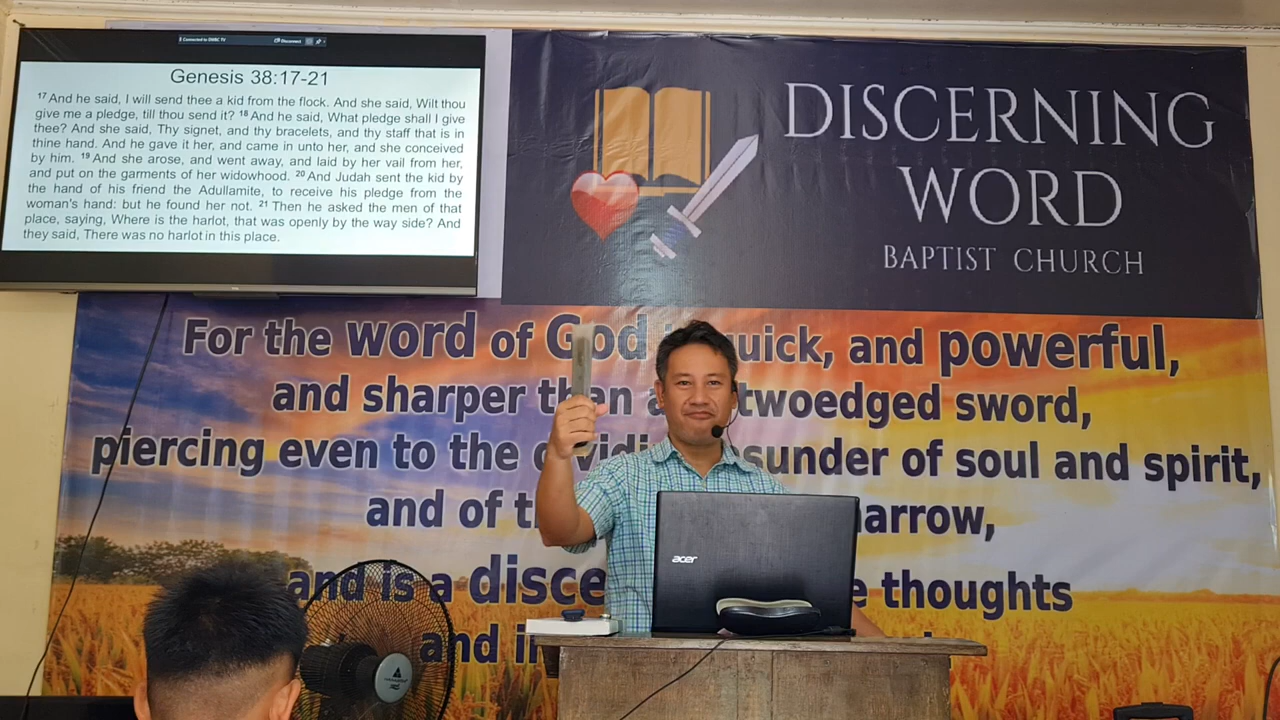 Connected to DWBC TV Disconnect
Genesis 38:17-21
17 And he said, I will send thee a kid from the flock. And she said, Wilt thou
give me a pledge, till thou send it? 18 And he said, What pledge shall I give
thee? And she said, Thy signet, and thy bracelets, and thy staff that is in
thine hand. And he gave it her, and came in unto her, and she conceived
by him. 19 And she arose, and went away, and laid by her vail from her,
and put on the garments of her widowhood. 20 And Judah sent the kid by
the hand of his friend the Adullamite, to receive his pledge from the
woman's hand: but he found her not. 21 Then he asked the men of that
place, saying, Where is the harlot, that was openly by the way side? And
they said, There was no harlot in this place.
DISCERNING
WORD
BAPTIST CHURCH
For the word of God uick, and powerful,
and sharper than a twoedged sword,
piercing even to the dividi sunder of soul and spirit,
and of t arrow,
and is a disce e thoughts
and i
acer